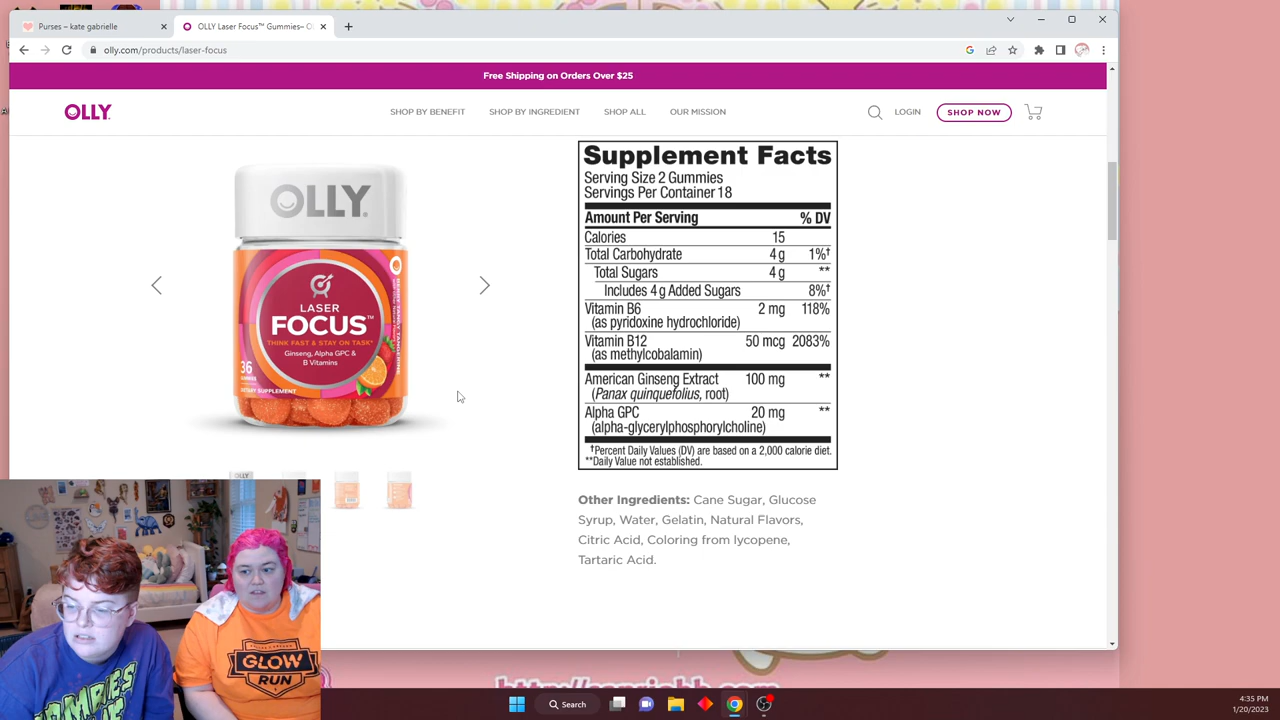 Purses – kate gabrielle
OLLY Laser Focus™ Gummies– O
olly.com/products/laser-focus
Free Shipping on Orders Over $25
OLLY
SHOP BY BENEFIT
SHOP BY INGREDIENT
SHOP ALL
OUR MISSION
LOGIN
SHOP NOW
OLLY
LASER
FOCUS™
THINK FAST & STAY ON TASK*
Ginseng, Alpha GPC &
B Vitamins
36
GUMMIES
DIETARY SUPPLEMENT
Supplement Facts
Serving Size 2 Gummies
Servings Per Container 18
Amount Per Serving % DV
Calories 15
Total Carbohydrate 4 g 1%†
Total Sugars 4 g **
Includes 4 g Added Sugars 8%†
Vitamin B6 2 mg 118%
(as pyridoxine hydrochloride)
Vitamin B12 50 mcg 2083%
(as methylcobalamin)
American Ginseng Extract 100 mg **
(Panax quinquefolius, root)
Alpha GPC 20 mg **
(alpha-glycerylphosphorylcholine)
†Percent Daily Values (DV) are based on a 2,000 calorie diet.
**Daily Value not established.
Other Ingredients: Cane Sugar, Glucose
Syrup, Water, Gelatin, Natural Flavors,
Citric Acid, Coloring from lycopene,
Tartaric Acid.
OLLY
ZOMBIES
GLOW
RUN
Search
4:35 PM
1/20/2023